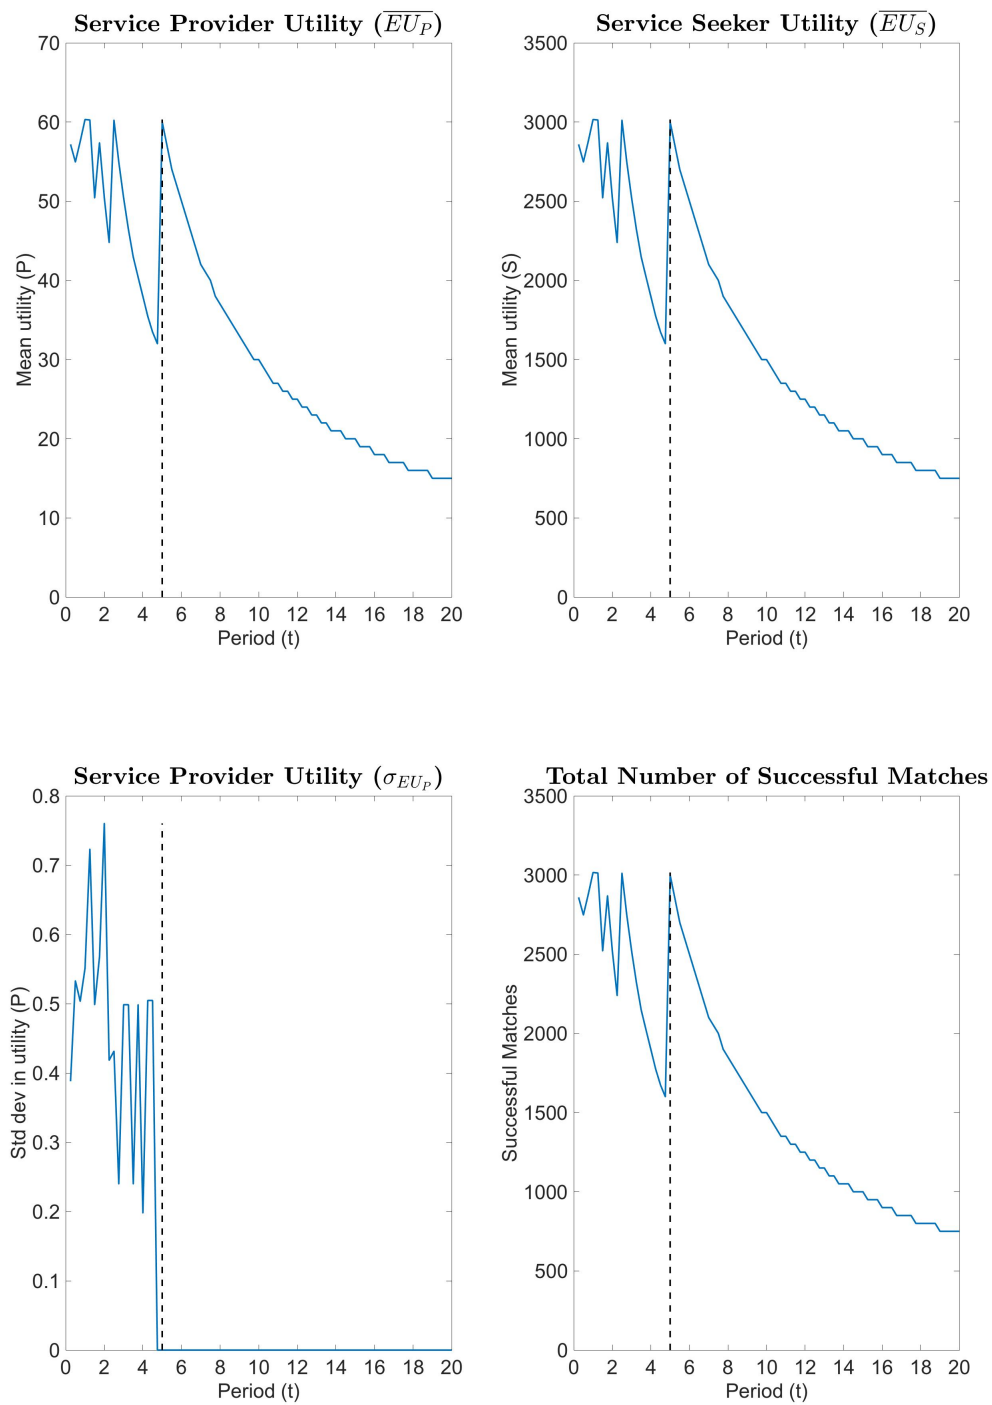 Service Provider Utility ($\overline{EU_P}$)
70
60
50
40
30
20
10
0
Mean utility (P)
0 2 4 6 8 10 12 14 16 18 20
Period (t)
Service Seeker Utility ($\overline{EU_S}$)
3500
3000
2500
2000
1500
1000
500
0
Mean utility (S)
0 2 4 6 8 10 12 14 16 18 20
Period (t)
Service Provider Utility ($\sigma_{EU_P}$)
0.8
0.7
0.6
0.5
0.4
0.3
0.2
0.1
0
Std dev in utility (P)
0 2 4 6 8 10 12 14 16 18 20
Period (t)
Total Number of Successful Matches
3500
3000
2500
2000
1500
1000
500
0
Successful Matches
0 2 4 6 8 10 12 14 16 18 20
Period (t)